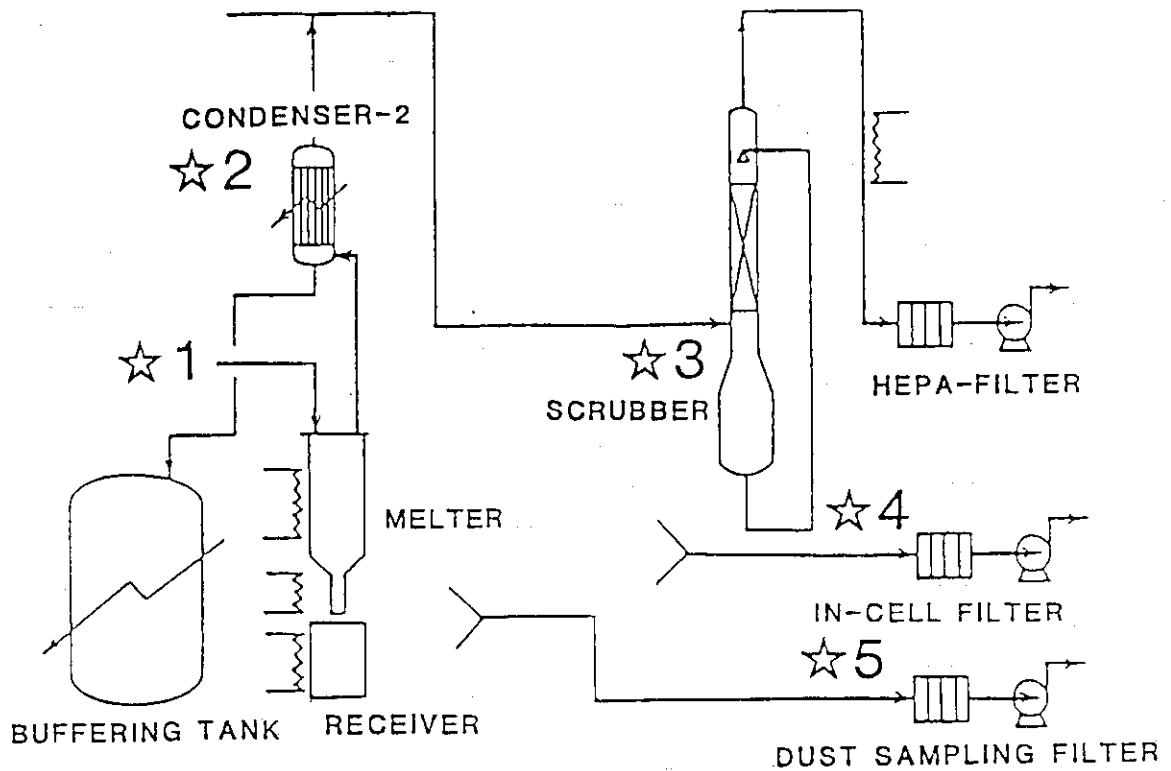 CONDENSER-2
☆2
☆1
☆3
SCRUBBER
HEPA-FILTER
MELTER
☆4
IN-CELL FILTER
☆5
BUFFERING TANK
RECEIVER
DUST SAMPLING FILTER